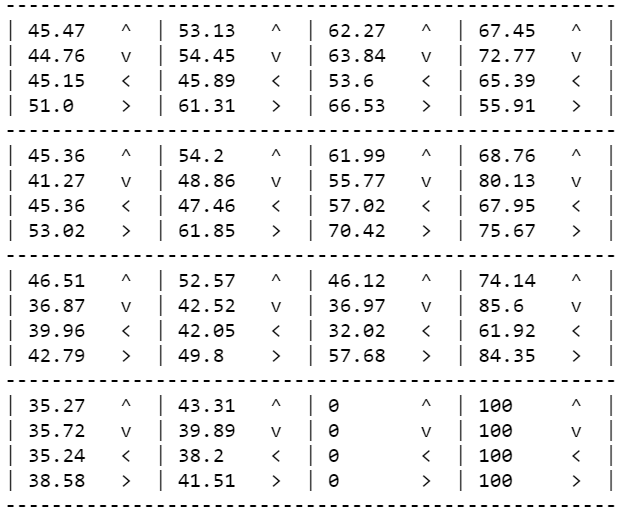 -----------------------------------------------------
| 45.47   ^  | 53.13   ^  | 62.27   ^  | 67.45   ^  |
| 44.76   v  | 54.45   v  | 63.84   v  | 72.77   v  |
| 45.15   <  | 45.89   <  | 53.6    <  | 65.39   <  |
| 51.0    >  | 61.31   >  | 66.53   >  | 55.91   >  |
-----------------------------------------------------
| 45.36   ^  | 54.2    ^  | 61.99   ^  | 68.76   ^  |
| 41.27   v  | 48.86   v  | 55.77   v  | 80.13   v  |
| 45.36   <  | 47.46   <  | 57.02   <  | 67.95   <  |
| 53.02   >  | 61.85   >  | 70.42   >  | 75.67   >  |
-----------------------------------------------------
| 46.51   ^  | 52.57   ^  | 46.12   ^  | 74.14   ^  |
| 36.87   v  | 42.52   v  | 36.97   v  | 85.6    v  |
| 39.96   <  | 42.05   <  | 32.02   <  | 61.92   <  |
| 42.79   >  | 49.8    >  | 57.68   >  | 84.35   >  |
-----------------------------------------------------
| 35.27   ^  | 43.31   ^  | 0       ^  | 100     ^  |
| 35.72   v  | 39.89   v  | 0       v  | 100     v  |
| 35.24   <  | 38.2    <  | 0       <  | 100     <  |
| 38.58   >  | 41.51   >  | 0       >  | 100     >  |
-----------------------------------------------------